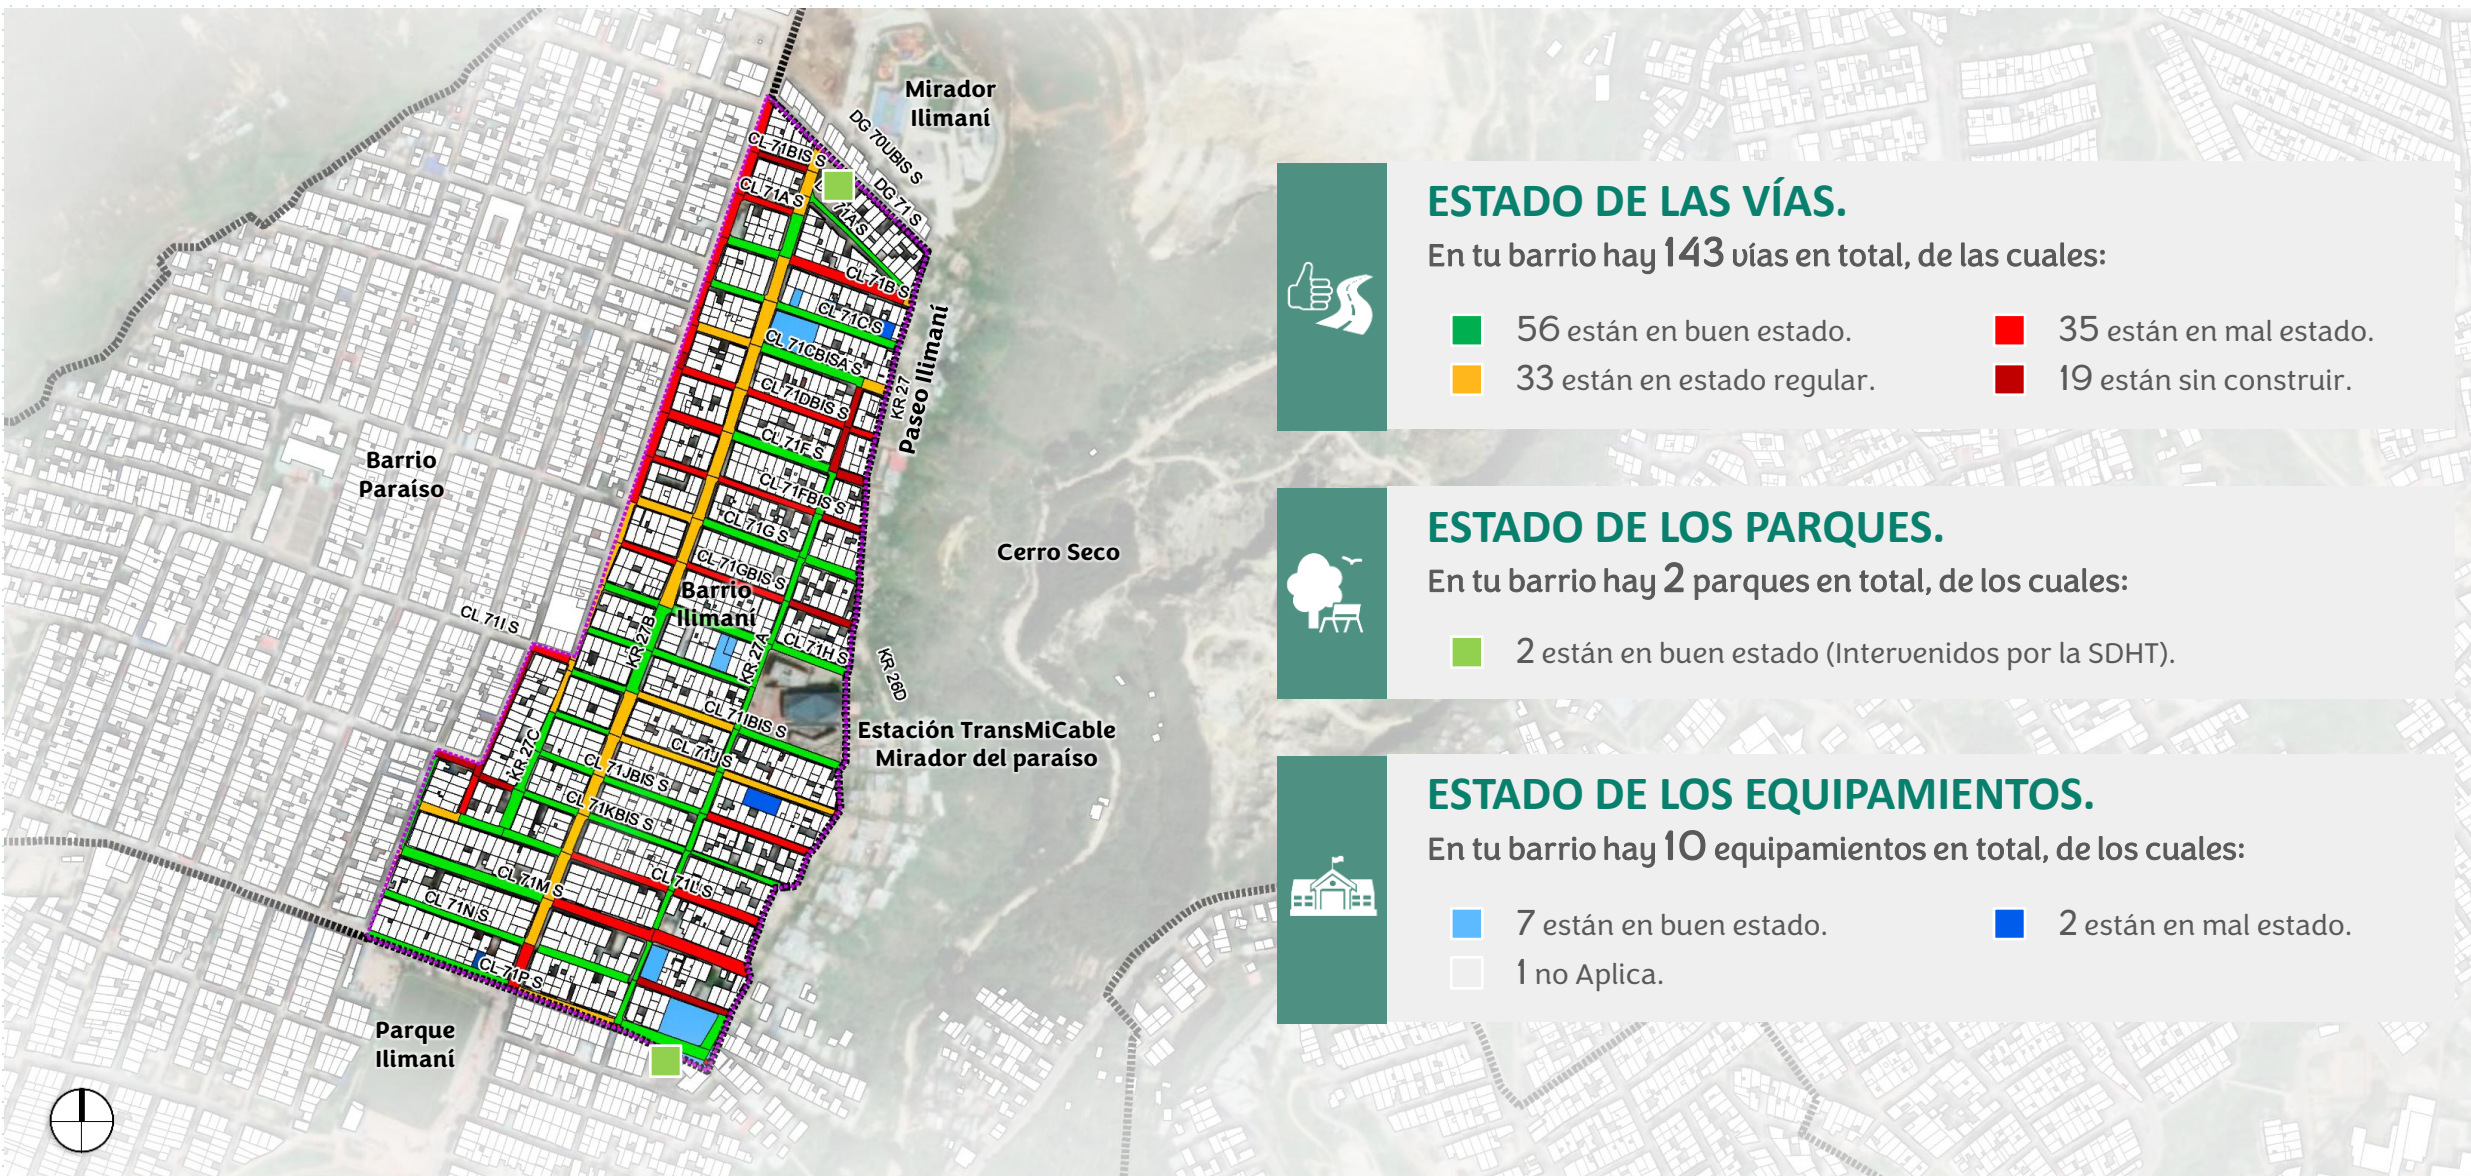 Mirador
Ilimaní
DG 70UBIS S
DG 71 S
CL 71BIS S
CL 71A S
71A S
CL 71B S
CL 71C S
CL 71CBISA S
Paseo Ilimaní
KR 27
CL 71DBIS S
CL 71F S
CL 71FBIS S
CL 71G S
CL 71GBIS S
Barrio
Paraíso
Barrio
Ilimaní
Cerro Seco
CL 71I S
KR 27B
KR 27A
CL 71H S
KR 26D
CL 71IBIS S
Estación TransMiCable
Mirador del paraíso
CL 71J S
KR 27C
CL 71JBIS S
CL 71KBIS S
CL 71L S
CL 71M S
CL 71N S
CL 71P S
Parque
Ilimaní
ESTADO DE LAS VÍAS.
En tu barrio hay 143 vías en total, de las cuales:
56 están en buen estado.
35 están en mal estado.
33 están en estado regular.
19 están sin construir.
ESTADO DE LOS PARQUES.
En tu barrio hay 2 parques en total, de los cuales:
2 están en buen estado (Intervenidos por la SDHT).
ESTADO DE LOS EQUIPAMIENTOS.
En tu barrio hay 10 equipamientos en total, de los cuales:
7 están en buen estado.
2 están en mal estado.
1 no Aplica.